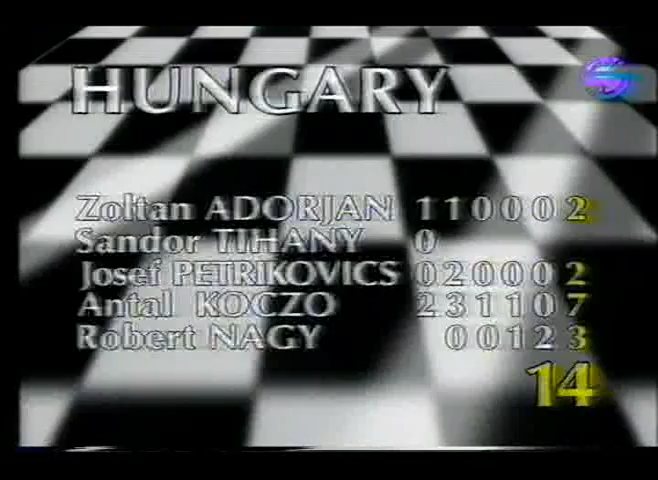 HUNGARY
Zoltan ADORJAN 1 1 0 0 0 2
Sandor TIHANY 0
Josef PETRIKOVICS 0 2 0 0 0 2
Antal KOCZO 2 3 1 1 0 7
Robert NAGY 0 0 1 2 3
14